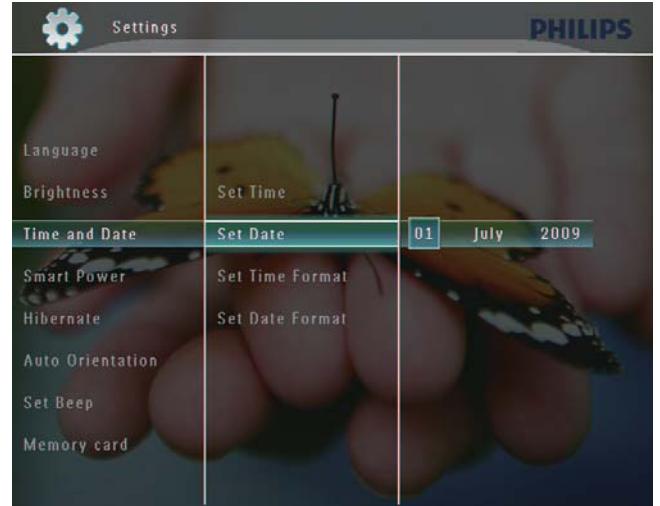 Settings
PHILIPS
Language
Brightness
Set Time
Time and Date
Set Date
01 July 2009
Smart Power
Set Time Format
Hibernate
Set Date Format
Auto Orientation
Set Beep
Memory card